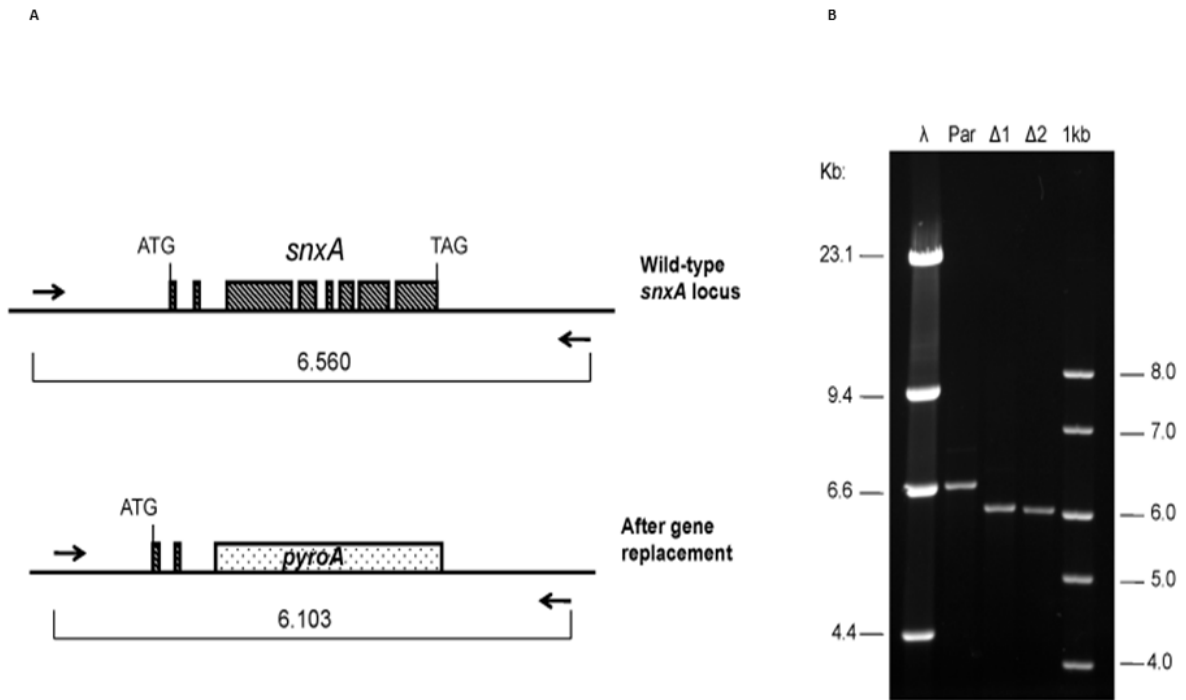 A
B
ATG
snxA
TAG
Wild-type
snxA locus
6.560
ATG
pyroA
After gene
replacement
6.103
λ Par Δ1 Δ2 1kb
Kb:
23.1
9.4
6.6
4.4
8.0
7.0
6.0
5.0
4.0